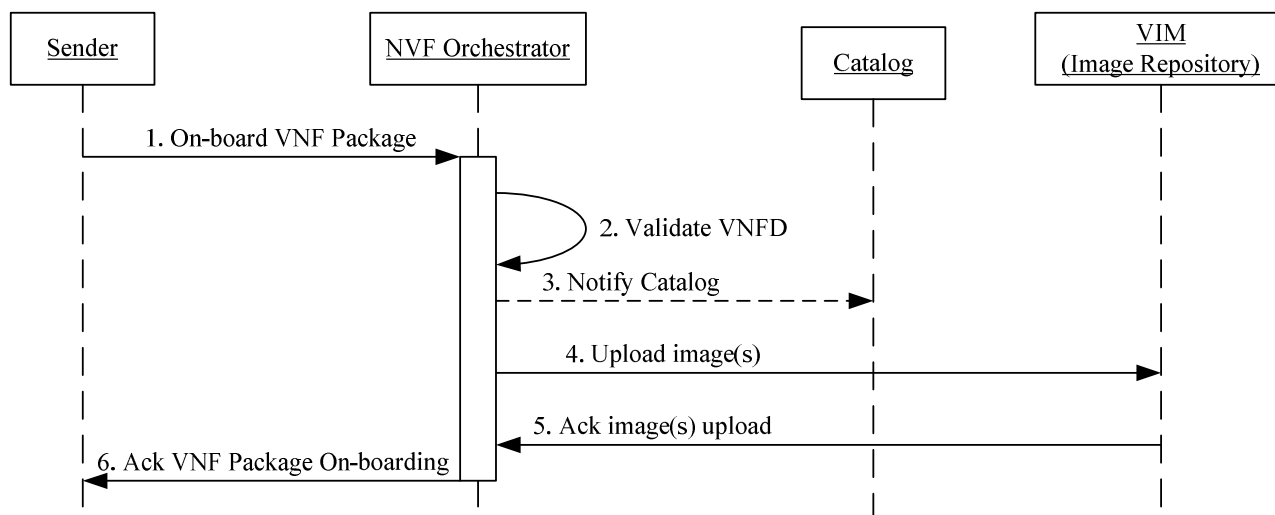 Sender
NVF Orchestrator
Catalog
VIM
(Image Repository)
1. On-board VNF Package
2. Validate VNFD
3. Notify Catalog
4. Upload image(s)
5. Ack image(s) upload
6. Ack VNF Package On-boarding